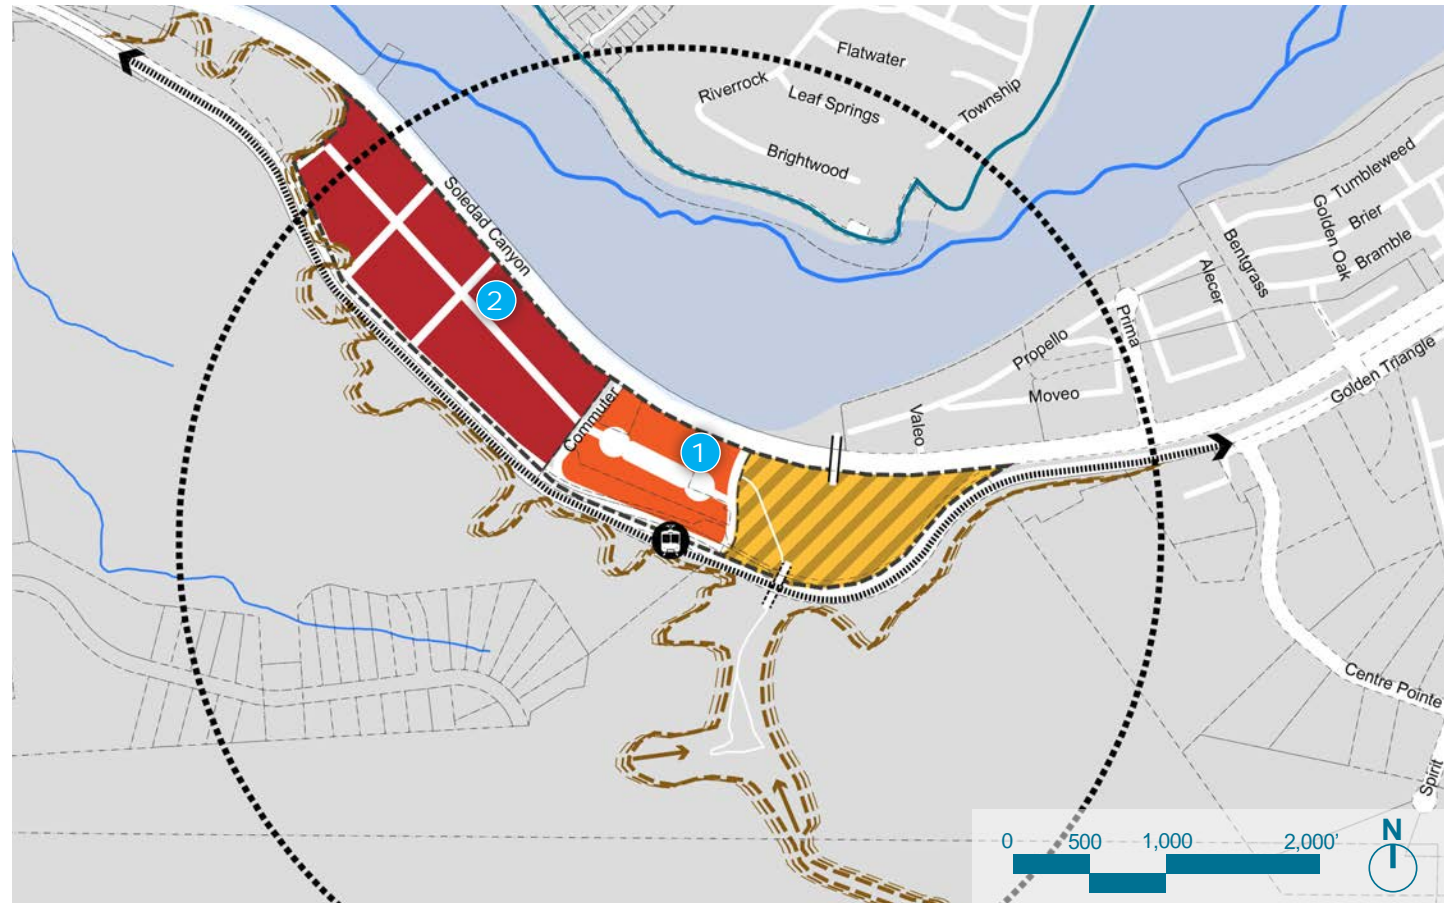 Flatwater
Riverrock
Leaf Springs
Township
Brightwood
Soledad Canyon
Tumbleweed
Golden Oak
Brier
Bramble
Bentgrass
Alecer
2
Prima
Propello
Golden Triangle
Moveo
Commuter
Valeo
1
Centre Pointe
Spirit
0 500 1,000 2,000'
N